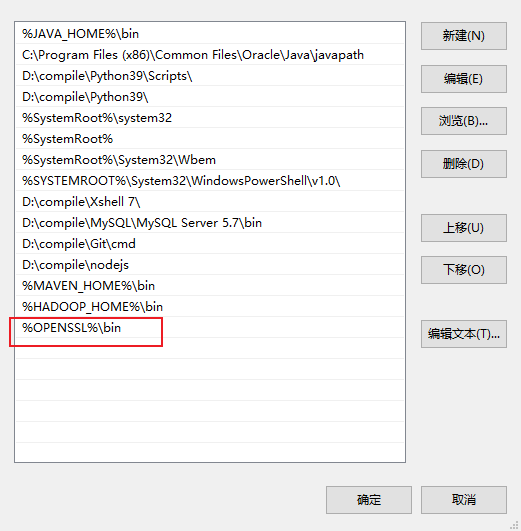 %JAVA_HOME%\bin
C:\Program Files (x86)\Common Files\Oracle\Java\javapath
D:\compile\Python39\Scripts\
D:\compile\Python39\
%SystemRoot%\system32
%SystemRoot%
%SystemRoot%\System32\Wbem
%SYSTEMROOT%\System32\WindowsPowerShell\v1.0\
D:\compile\Xshell 7\
D:\compile\MySQL\MySQL Server 5.7\bin
D:\compile\Git\cmd
D:\compile\nodejs
%MAVEN_HOME%\bin
%HADOOP_HOME%\bin
%OPENSSL%\bin
新建(N)
编辑(E)
浏览(B)...
删除(D)
上移(U)
下移(O)
编辑文本(T)...
确定
取消